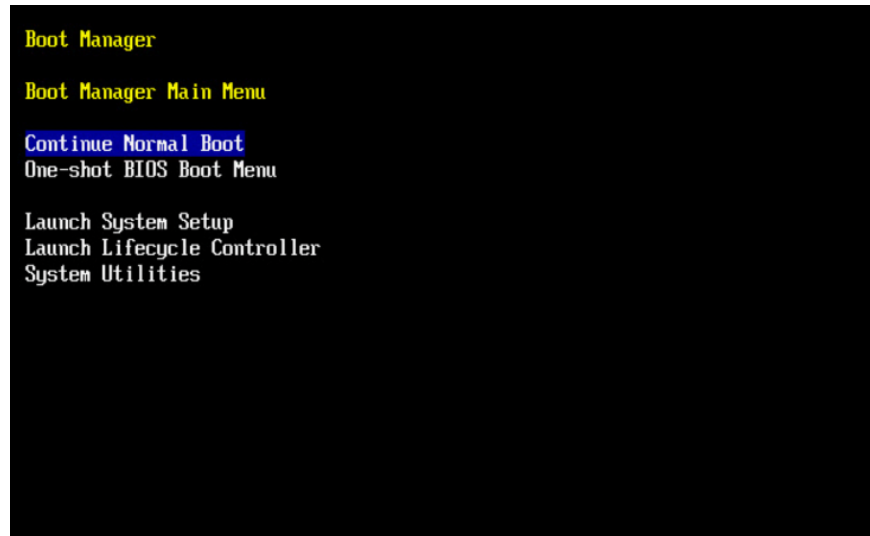 Boot Manager
Boot Manager Main Menu
Continue Normal Boot
One-shot BIOS Boot Menu
Launch System Setup
Launch Lifecycle Controller
System Utilities